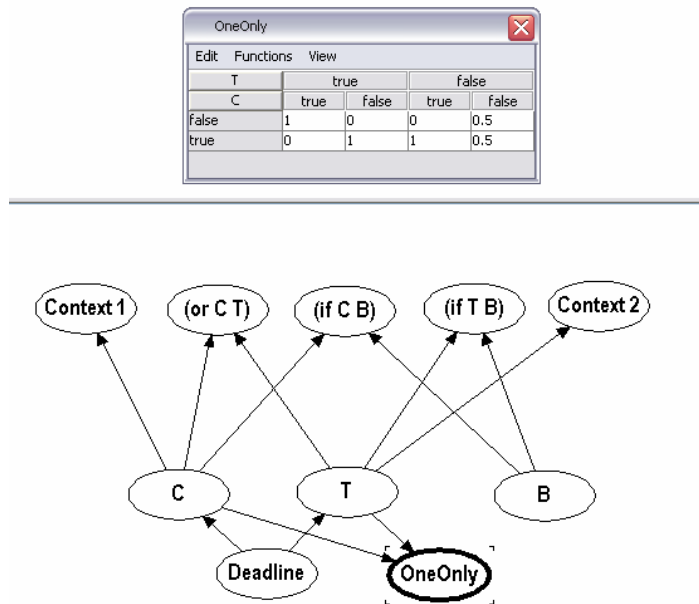 OneOnly
Edit Functions View
T true false
C true false true false
false 1 0 0 0.5
true 0 1 1 0.5
Context 1 (or C T) (if C B) (if T B) Context 2
C T B
Deadline OneOnly